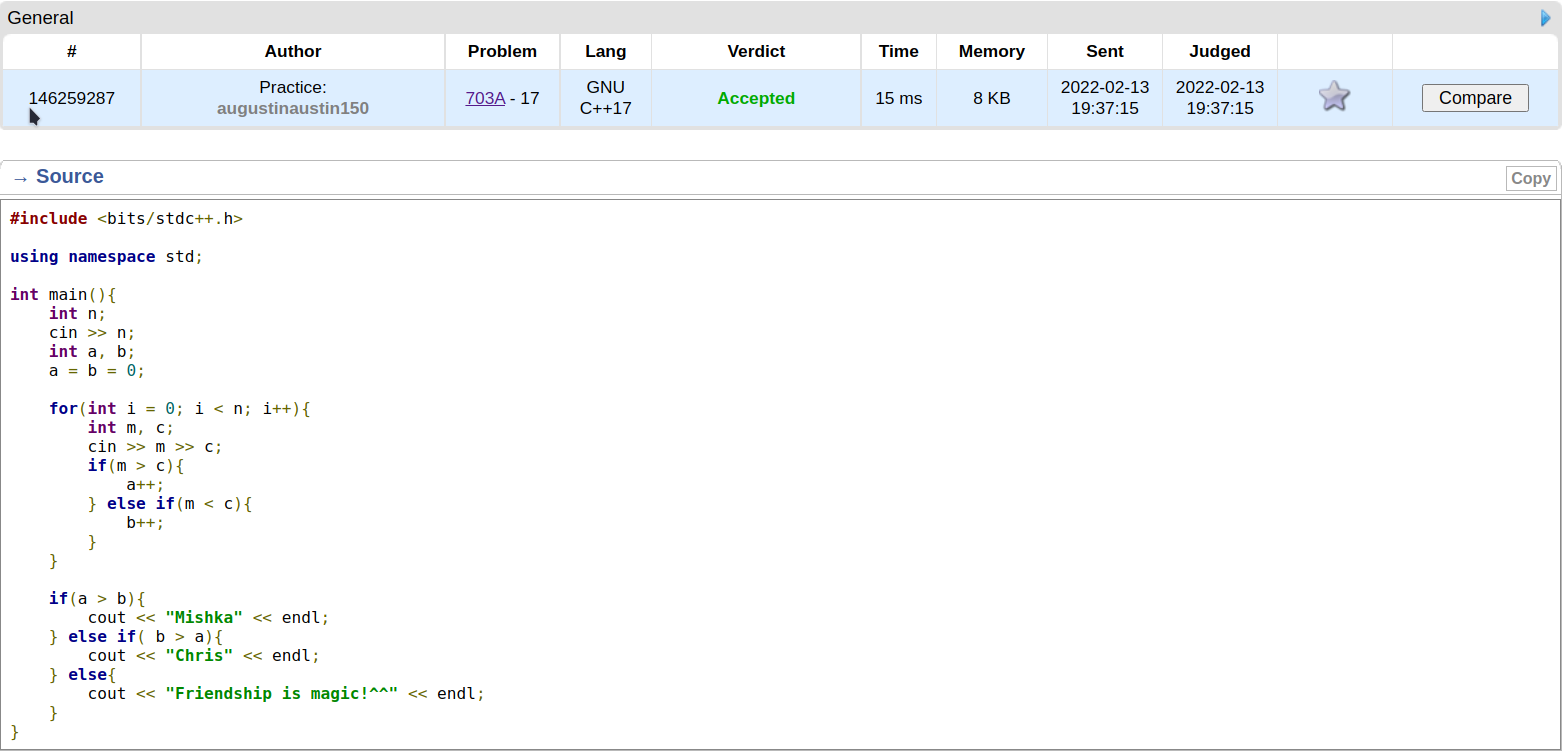 General
# Author Problem Lang Verdict Time Memory Sent Judged
146259287 Practice: augustinaustin150 703A - 17 GNU C++17 Accepted 15 ms 8 KB 2022-02-13 19:37:15 2022-02-13 19:37:15 Compare
→ Source Copy
#include <bits/stdc++.h>
using namespace std;
int main(){
    int n;
    cin >> n;
    int a, b;
    a = b = 0;
    for(int i = 0; i < n; i++){
        int m, c;
        cin >> m >> c;
        if(m > c){
            a++;
        } else if(m < c){
            b++;
        }
    }
    if(a > b){
        cout << "Mishka" << endl;
    } else if( b > a){
        cout << "Chris" << endl;
    } else{
        cout << "Friendship is magic!^^" << endl;
    }
}